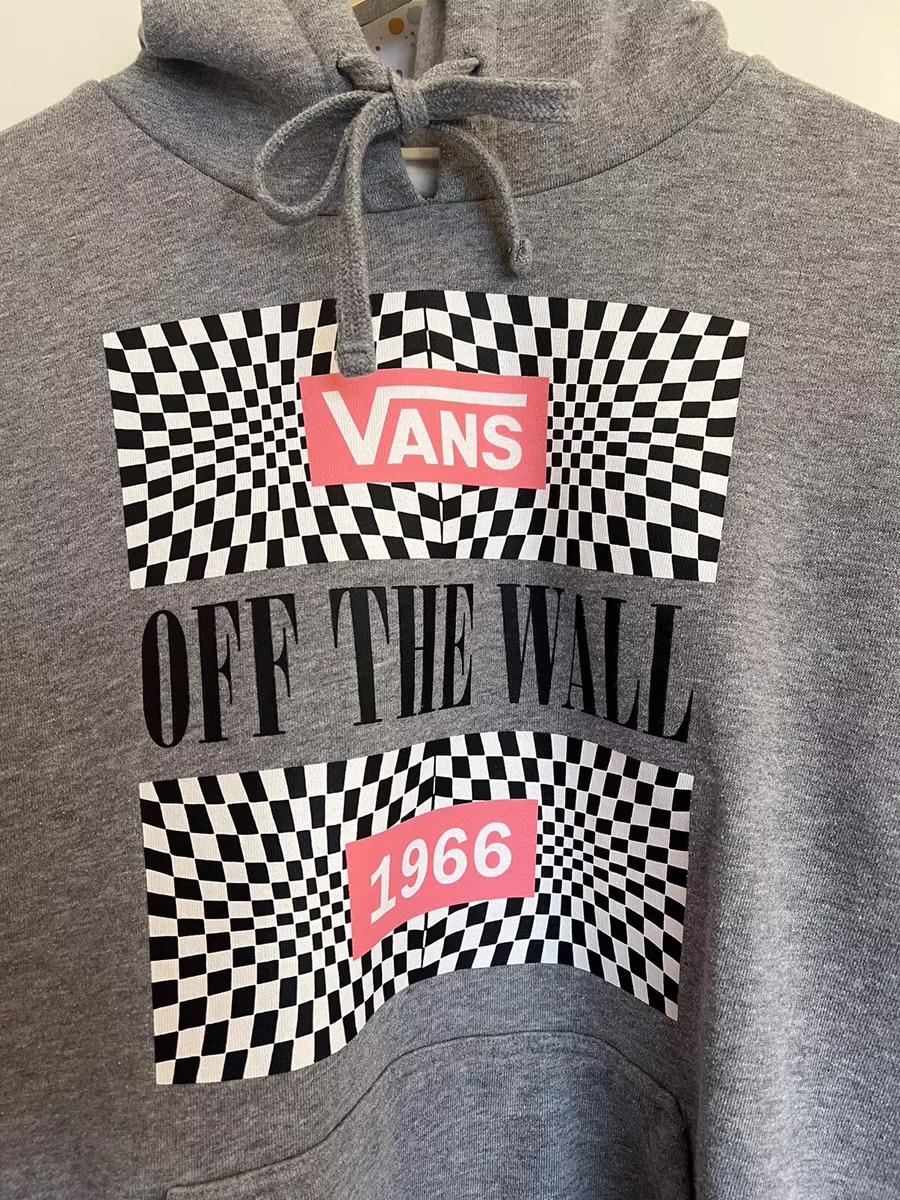 VANS
OFF THE WALL
1966